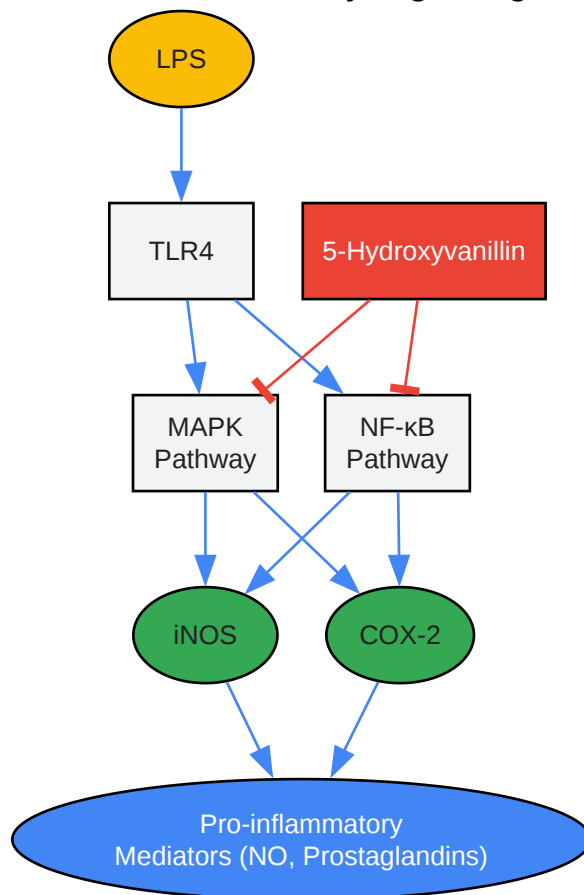 LPS
TLR4
5-Hydroxyvanillin
MAPK
Pathway
NF-κB
Pathway
iNOS
COX-2
Pro-inflammatory
Mediators (NO, Prostaglandins)